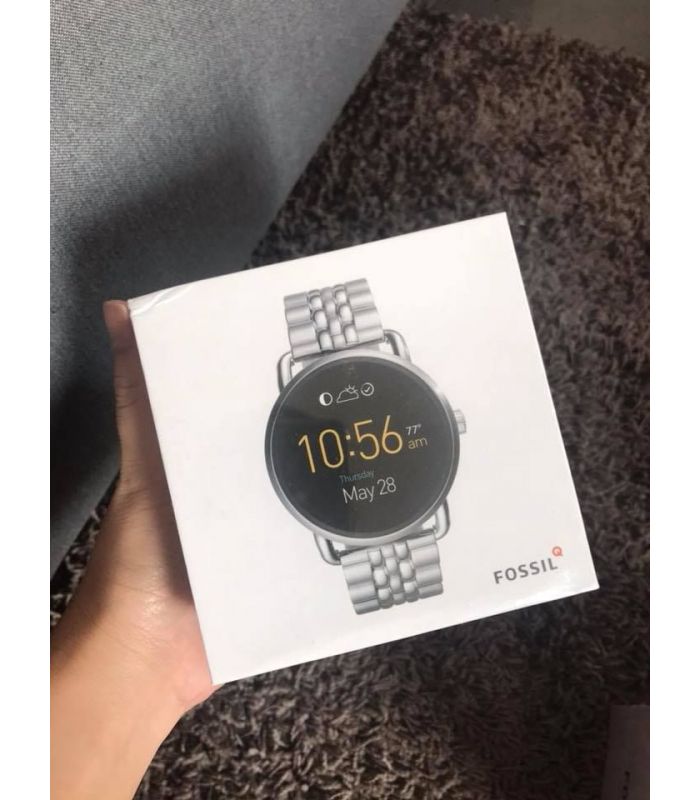 10:56 77° am
Thursday
May 28
FOSSIL Q